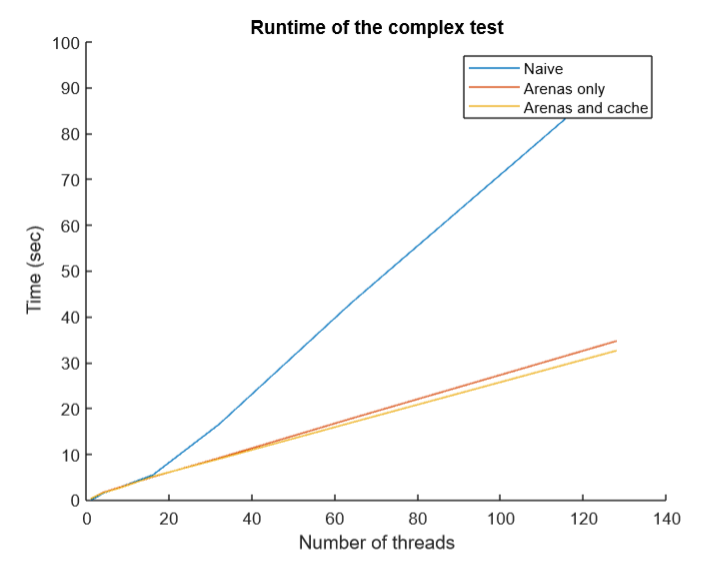 Runtime of the complex test
Naive
Arenas only
Arenas and cache
100
90
80
70
60
50
40
30
20
10
0
Time (sec)
0 20 40 60 80 100 120 140
Number of threads